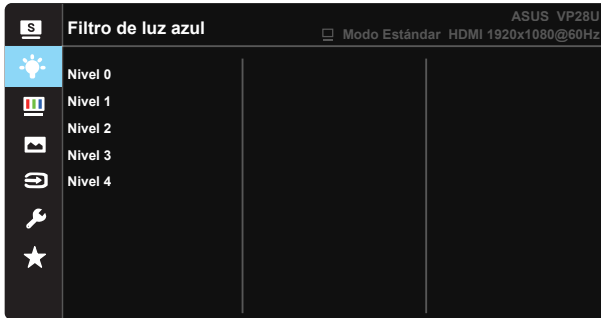 S
Filtro de luz azul
ASUS VP28U
Modo Estándar HDMI 1920x1080@60Hz
Nivel 0
Nivel 1
Nivel 2
Nivel 3
Nivel 4